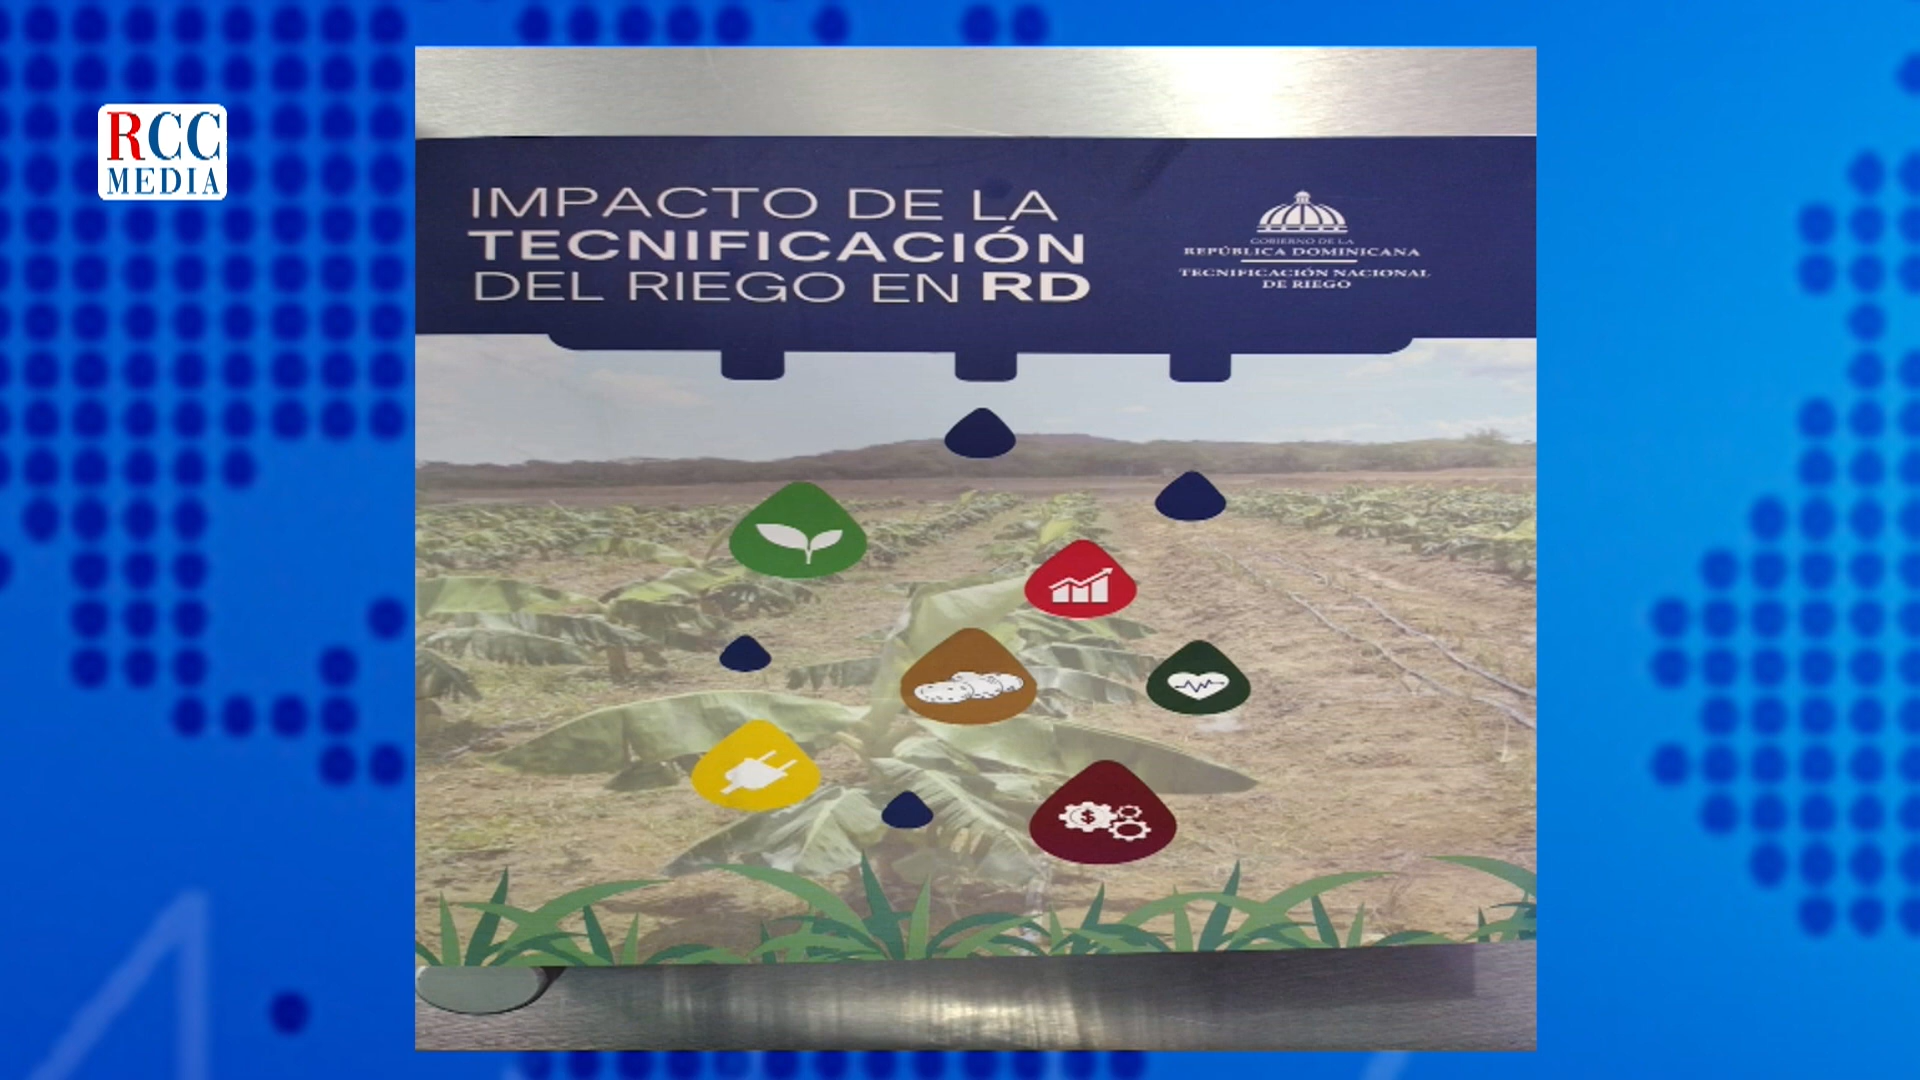 RCC
MEDIA
IMPACTO DE LA
TECNIFICACIÓN
DEL RIEGO EN RD
GOBIERNO DE LA
REPÚBLICA DOMINICANA
TECNIFICACIÓN NACIONAL
DE RIEGO
$